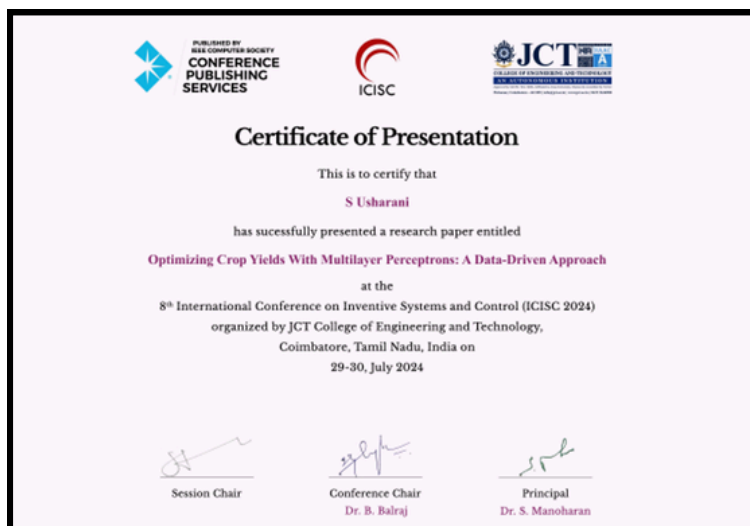 PUBLISHED BY
IEEE COMPUTER SOCIETY
CONFERENCE
PUBLISHING
SERVICES
ICISC
JCT
COLLEGE OF ENGINEERING AND TECHNOLOGY
AN AUTONOMOUS INSTITUTION
Certificate of Presentation
This is to certify that
S Usharani
has sucessfully presented a research paper entitled
Optimizing Crop Yields With Multilayer Perceptrons: A Data-Driven Approach
at the
8th International Conference on Inventive Systems and Control (ICISC 2024)
organized by JCT College of Engineering and Technology,
Coimbatore, Tamil Nadu, India on
29-30, July 2024
Session Chair
Conference Chair
Principal
Dr. B. Balraj
Dr. S. Manoharan